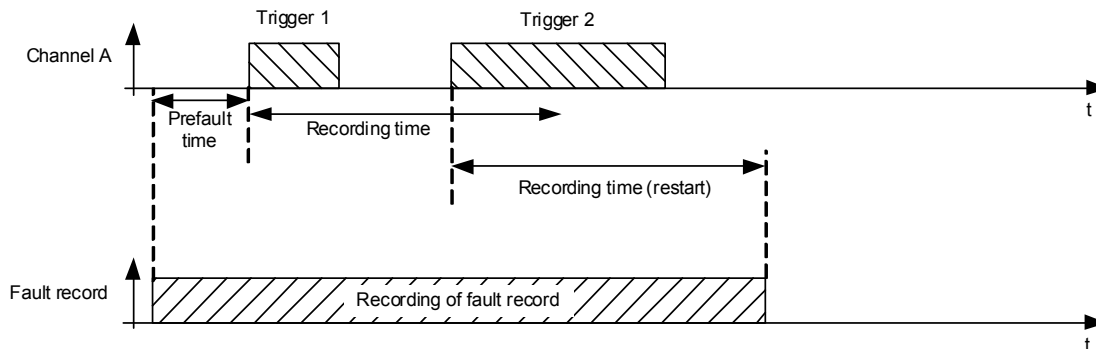 Trigger 1
Trigger 2
Channel A
t
Prefault
time
Recording time
Recording time (restart)
Fault record
Recording of fault record
t